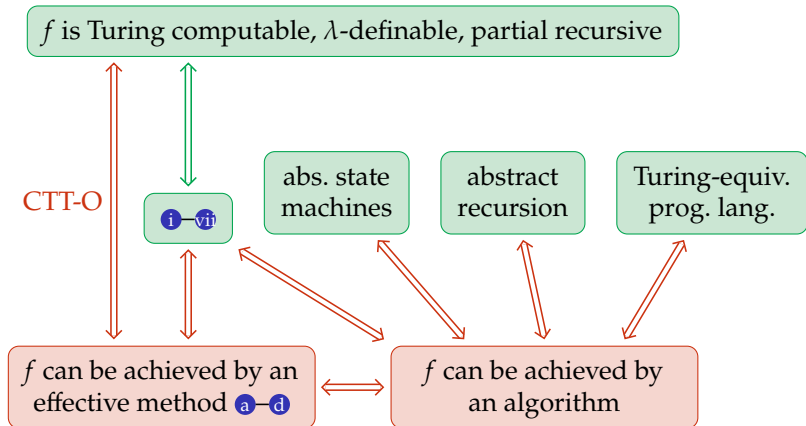 f is Turing computable, λ-definable, partial recursive
CTT-O
i vii
abs. state
machines
abstract
recursion
Turing-equiv.
prog. lang.
f can be achieved by an
effective method a d
f can be achieved by
an algorithm